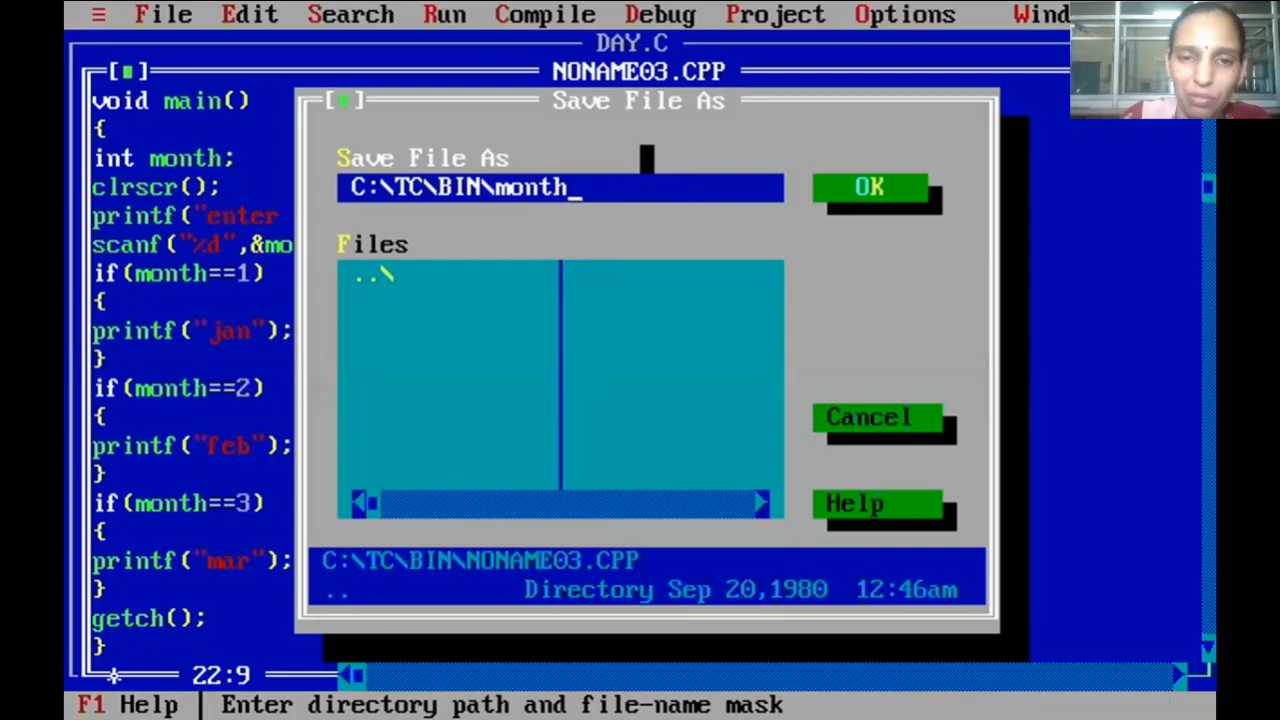 ≡ File Edit Search Run Compile Debug Project Options Wind
DAY.C
[■] NONAME03.CPP
void main()
{
int month;
clrscr();
printf("enter
scanf("%d",&mo
if(month==1)
{
printf("jan");
}
if(month==2)
{
printf("feb");
}
if(month==3)
{
printf("mar");
}
getch();
}
22:9
[■] Save File As
Save File As
C:\TC\BIN\month_
OK
Files
..\
Cancel
Help
C:\TC\BIN\NONAME03.CPP
.. Directory Sep 20,1980 12:46am
F1 Help | Enter directory path and file-name mask